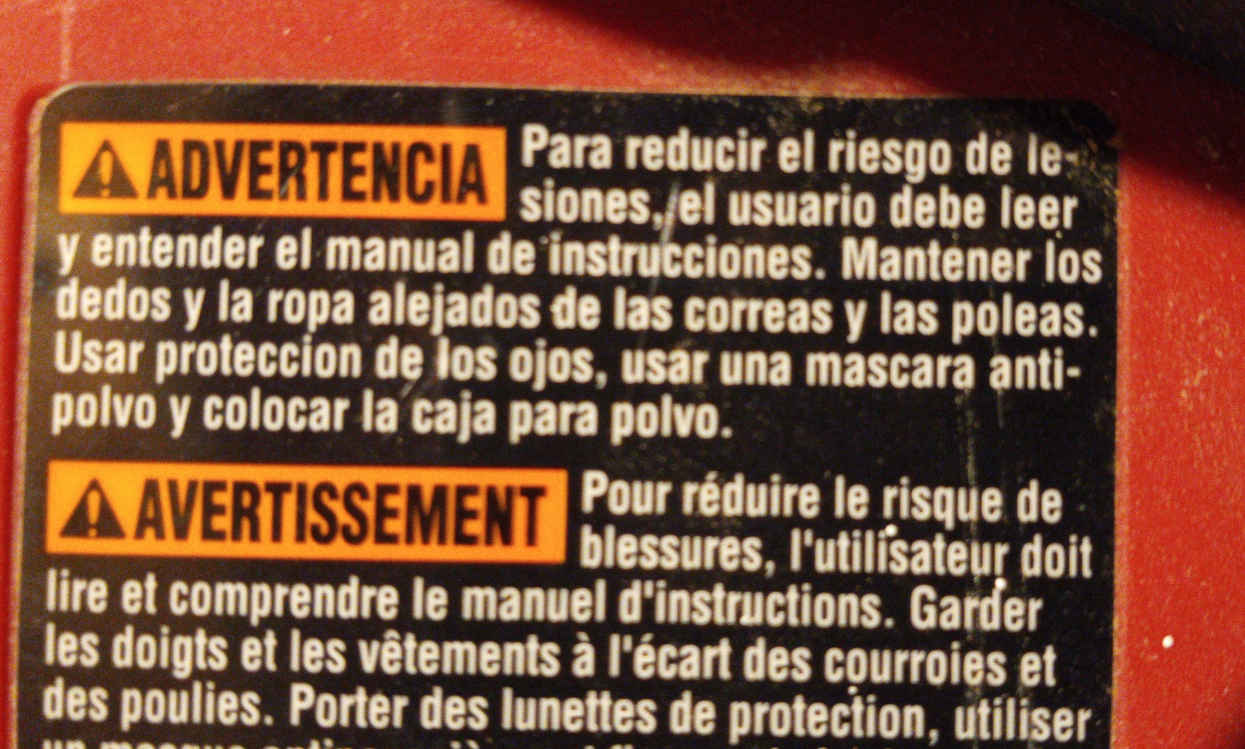 ADVERTENCIA Para reducir el riesgo de le-
siones, el usuario debe leer
y entender el manual de instrucciones. Mantener los
dedos y la ropa alejados de las correas y las poleas.
Usar proteccion de los ojos, usar una mascara anti-
polvo y colocar la caja para polvo.
AVERTISSEMENT Pour réduire le risque de
blessures, l'utilisateur doit
lire et comprendre le manuel d'instructions. Garder
les doigts et les vêtements à l'écart des courroies et
des poulies. Porter des lunettes de protection, utiliser
un masque